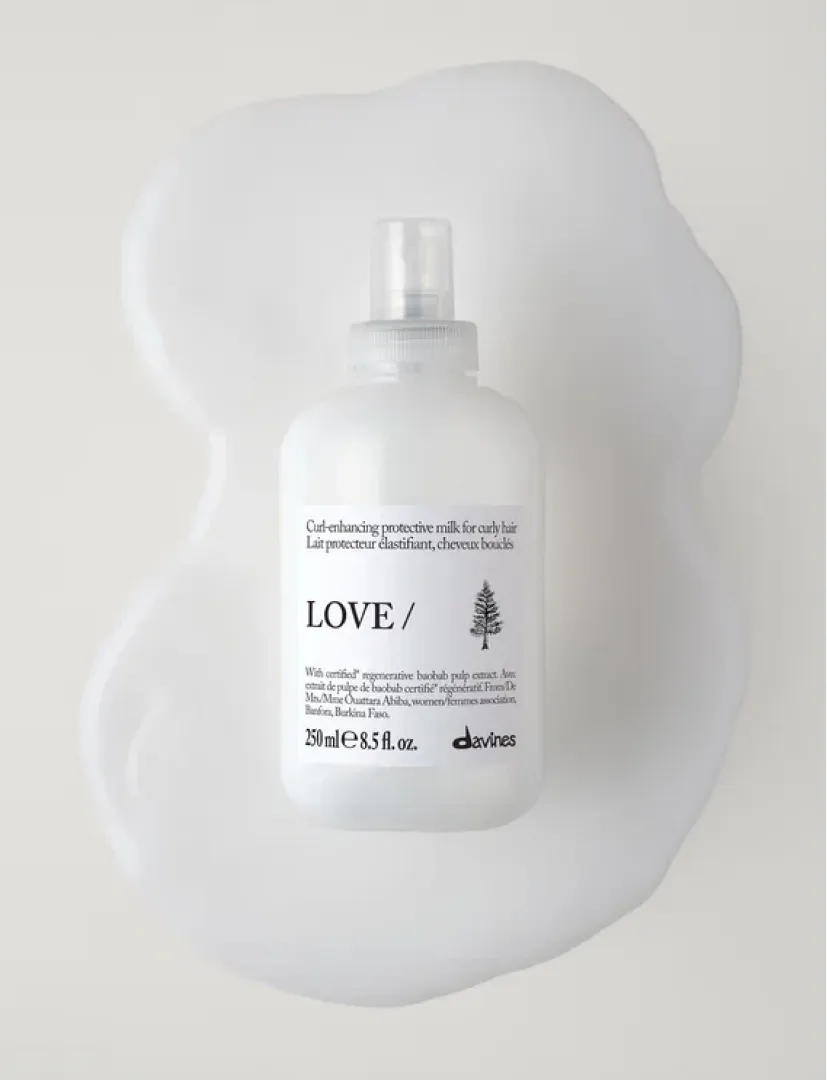 Curl-enhancing protective milk for curly hair
Lait protecteur élastifiant, cheveux bouclés
LOVE /
With certified* regenerative baobab pulp extract. Avec
extrait de pulpe de baobab certifié* régénératif. From/De
Mrs/Mme Ouattara Abiba, women/femmes association,
Banfora, Burkina Faso.
250 ml ℮ 8.5 fl. oz.
davines